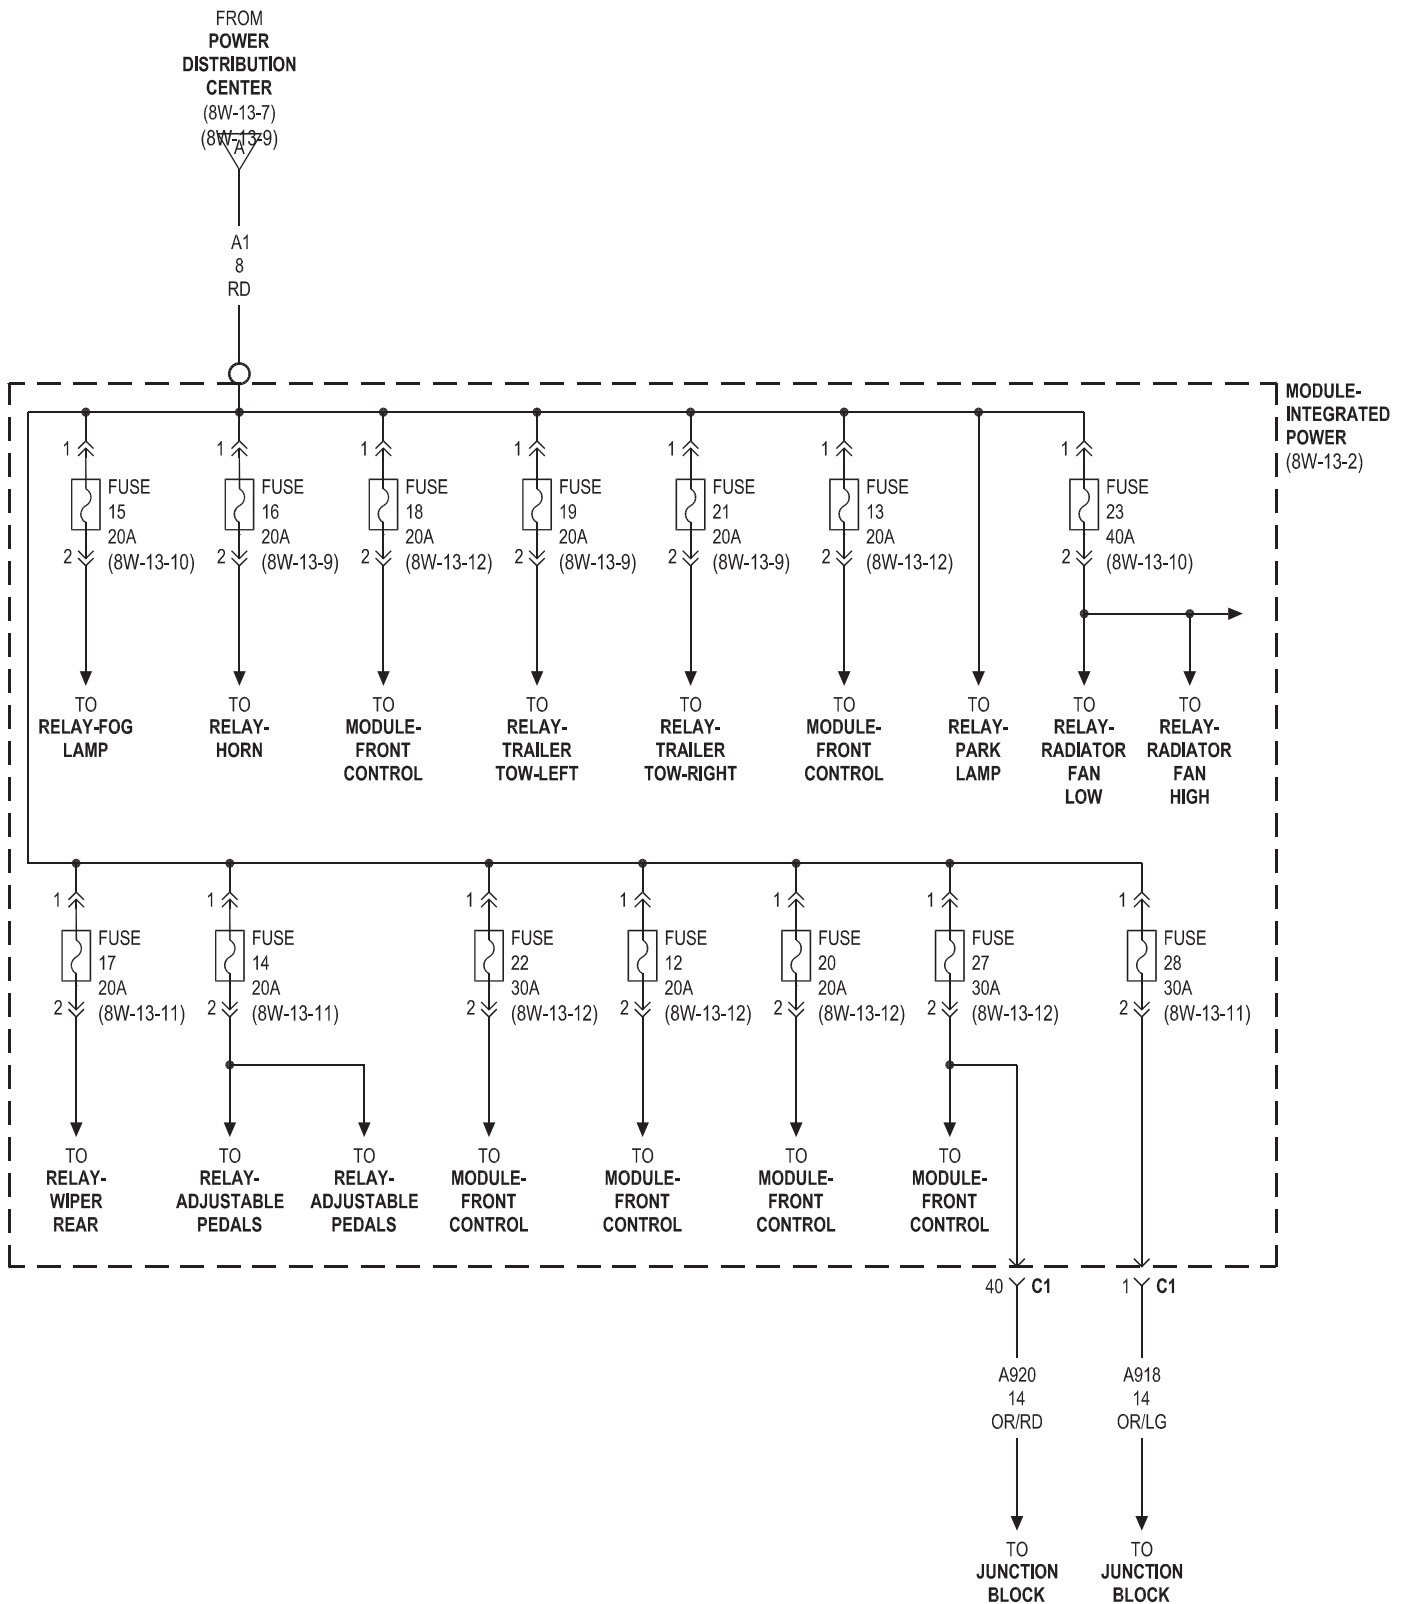 FROM
POWER
DISTRIBUTION
CENTER
(8W-13-7)
(8W-13-9)
A
A1
8
RD
MODULE-
INTEGRATED
POWER
(8W-13-2)
1
FUSE
15
20A
2
(8W-13-10)
TO
RELAY-FOG
LAMP
1
FUSE
16
20A
2
(8W-13-9)
TO
RELAY-
HORN
1
FUSE
18
20A
2
(8W-13-12)
TO
MODULE-
FRONT
CONTROL
1
FUSE
19
20A
2
(8W-13-9)
TO
RELAY-
TRAILER
TOW-LEFT
1
FUSE
21
20A
2
(8W-13-9)
TO
RELAY-
TRAILER
TOW-RIGHT
1
FUSE
13
20A
2
(8W-13-12)
TO
MODULE-
FRONT
CONTROL
TO
RELAY-
PARK
LAMP
1
FUSE
23
40A
2
(8W-13-10)
TO
RELAY-
RADIATOR
FAN
LOW
TO
RELAY-
RADIATOR
FAN
HIGH
1
FUSE
17
20A
2
(8W-13-11)
TO
RELAY-
WIPER
REAR
1
FUSE
14
20A
2
(8W-13-11)
TO
RELAY-
ADJUSTABLE
PEDALS
TO
RELAY-
ADJUSTABLE
PEDALS
1
FUSE
22
30A
2
(8W-13-12)
TO
MODULE-
FRONT
CONTROL
1
FUSE
12
20A
2
(8W-13-12)
TO
MODULE-
FRONT
CONTROL
1
FUSE
20
20A
2
(8W-13-12)
TO
MODULE-
FRONT
CONTROL
1
FUSE
27
30A
2
(8W-13-12)
TO
MODULE-
FRONT
CONTROL
1
FUSE
28
30A
2
(8W-13-11)
40 C1
A920
14
OR/RD
TO
JUNCTION
BLOCK
1 C1
A918
14
OR/LG
TO
JUNCTION
BLOCK